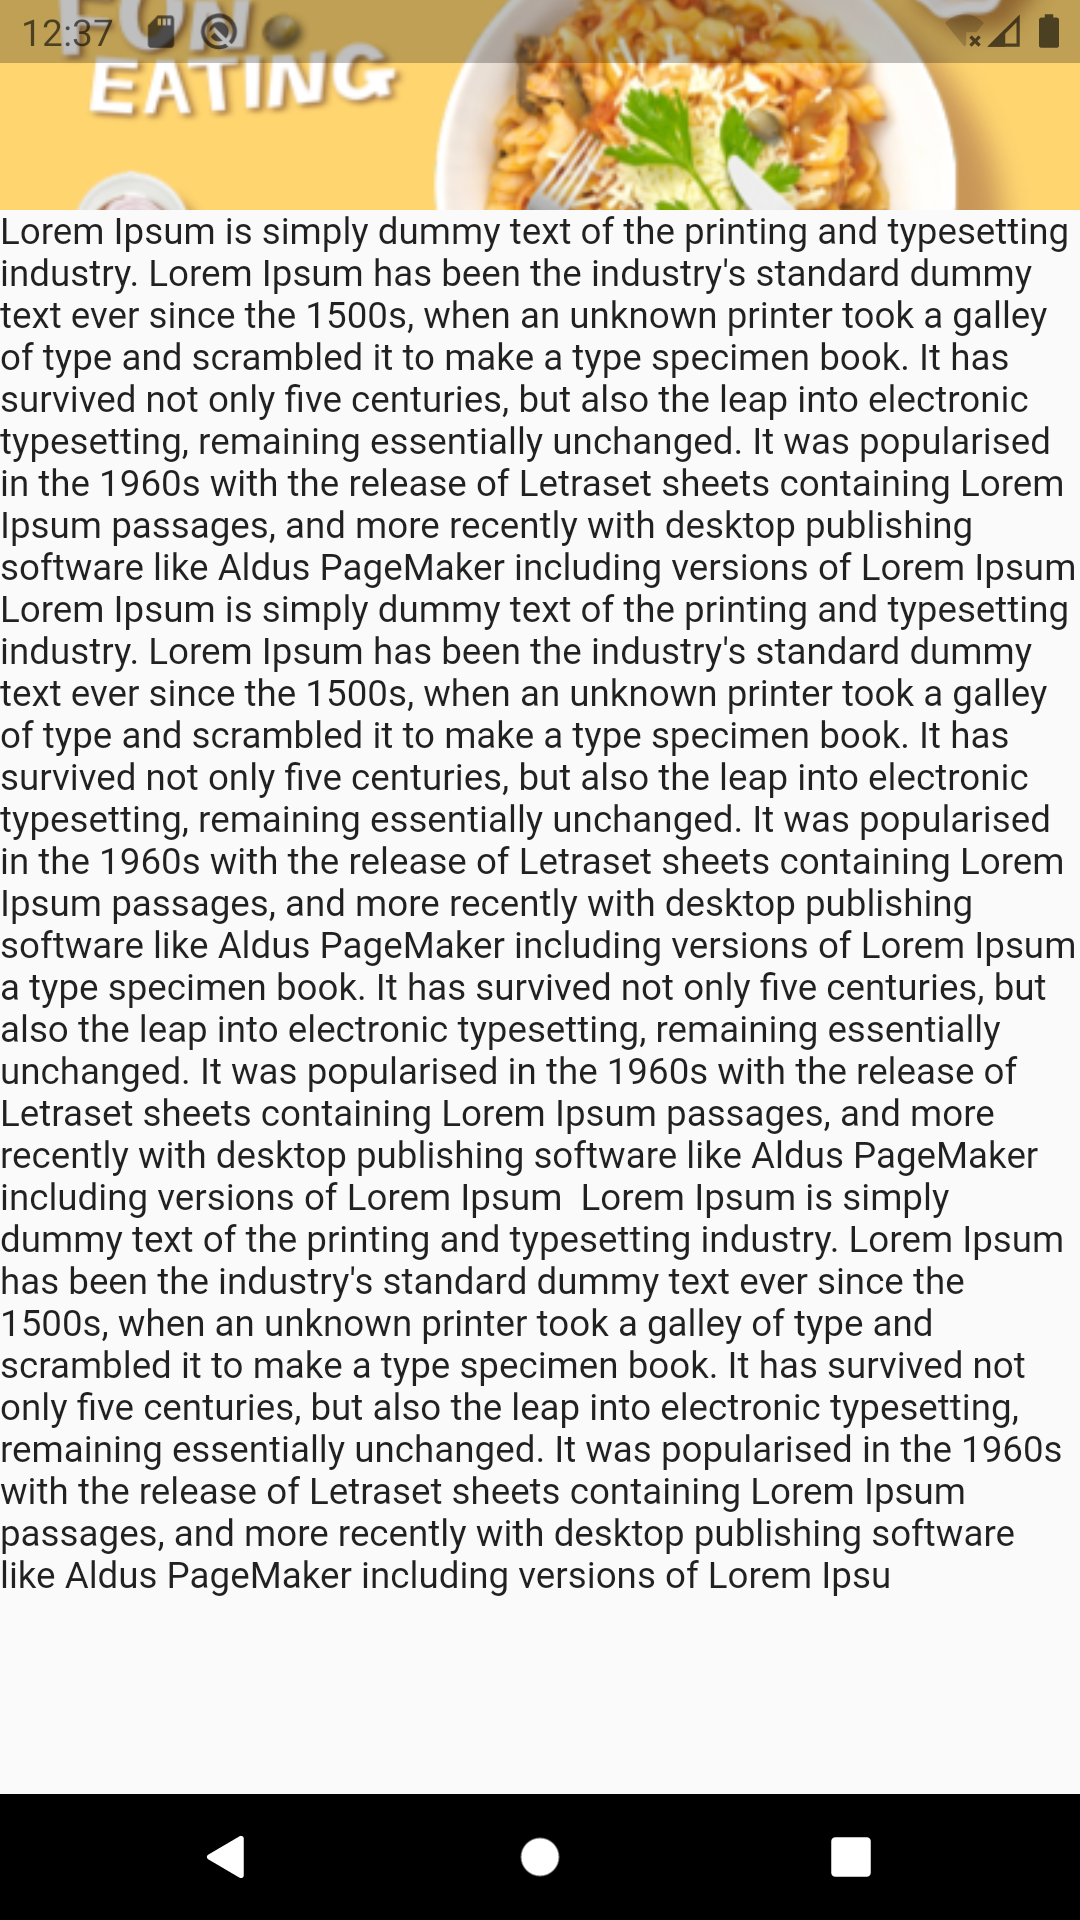 12:37
FUN
EATING
Lorem Ipsum is simply dummy text of the printing and typesetting
industry. Lorem Ipsum has been the industry's standard dummy
text ever since the 1500s, when an unknown printer took a galley
of type and scrambled it to make a type specimen book. It has
survived not only five centuries, but also the leap into electronic
typesetting, remaining essentially unchanged. It was popularised
in the 1960s with the release of Letraset sheets containing Lorem
Ipsum passages, and more recently with desktop publishing
software like Aldus PageMaker including versions of Lorem Ipsum
Lorem Ipsum is simply dummy text of the printing and typesetting
industry. Lorem Ipsum has been the industry's standard dummy
text ever since the 1500s, when an unknown printer took a galley
of type and scrambled it to make a type specimen book. It has
survived not only five centuries, but also the leap into electronic
typesetting, remaining essentially unchanged. It was popularised
in the 1960s with the release of Letraset sheets containing Lorem
Ipsum passages, and more recently with desktop publishing
software like Aldus PageMaker including versions of Lorem Ipsum
a type specimen book. It has survived not only five centuries, but
also the leap into electronic typesetting, remaining essentially
unchanged. It was popularised in the 1960s with the release of
Letraset sheets containing Lorem Ipsum passages, and more
recently with desktop publishing software like Aldus PageMaker
including versions of Lorem Ipsum  Lorem Ipsum is simply
dummy text of the printing and typesetting industry. Lorem Ipsum
has been the industry's standard dummy text ever since the
1500s, when an unknown printer took a galley of type and
scrambled it to make a type specimen book. It has survived not
only five centuries, but also the leap into electronic typesetting,
remaining essentially unchanged. It was popularised in the 1960s
with the release of Letraset sheets containing Lorem Ipsum
passages, and more recently with desktop publishing software
like Aldus PageMaker including versions of Lorem Ipsu